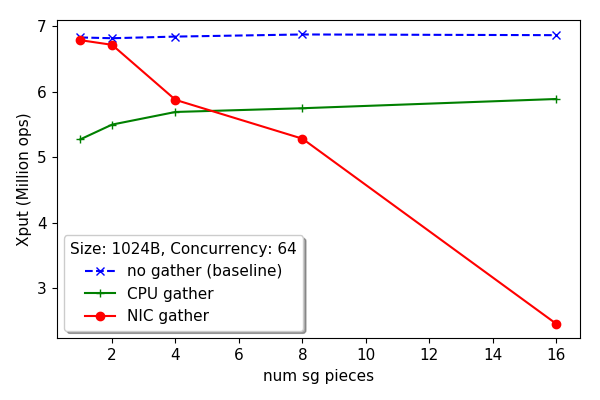 7
6
5
4
3
Xput (Million ops)
Size: 1024B, Concurrency: 64
no gather (baseline)
CPU gather
NIC gather
2 4 6 8 10 12 14 16
num sg pieces